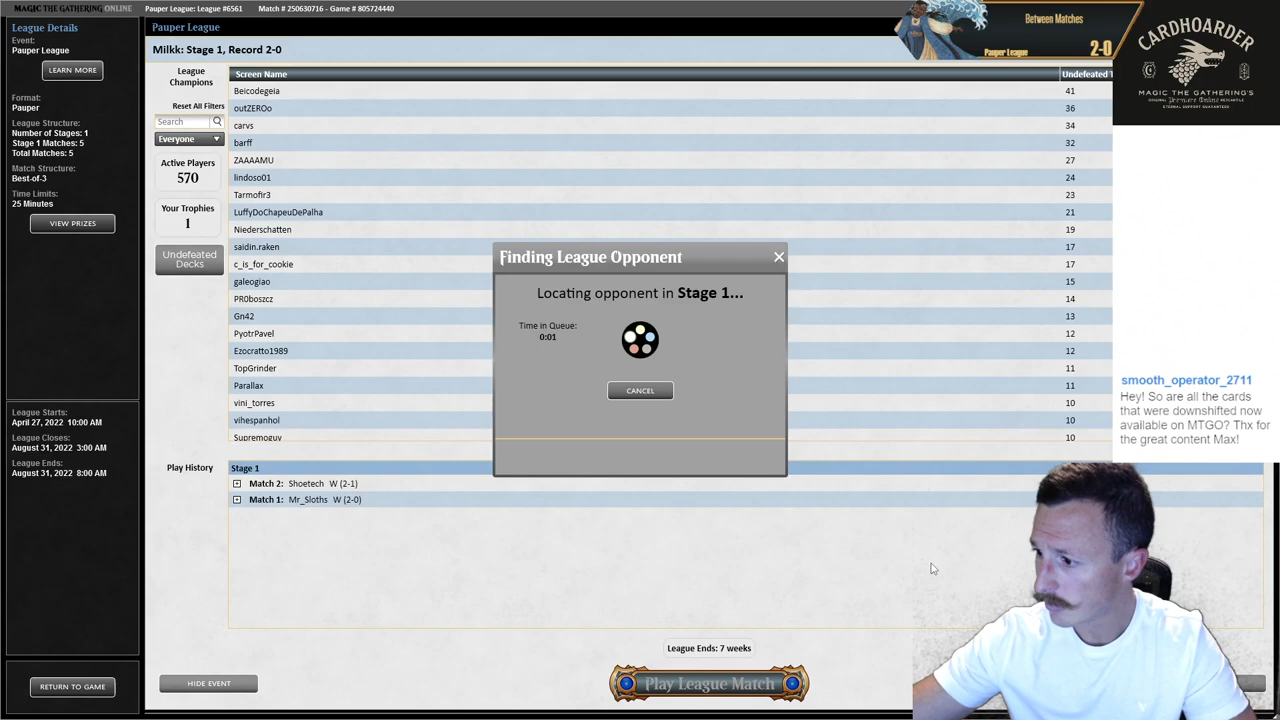 MAGIC THE GATHERING ONLINE
Pauper League: League #6561
Match # 250630716 - Game # 805724440
League Details
Event:
Pauper League
LEARN MORE
Format:
Pauper
League Structure:
Number of Stages: 1
Stage 1 Matches: 5
Total Matches: 5
Match Structure:
Best-of-3
Time Limits:
25 Minutes
VIEW PRIZES
League Starts:
April 27, 2022 10:00 AM
League Closes:
August 31, 2022 3:00 AM
League Ends:
August 31, 2022 8:00 AM
RETURN TO GAME
Pauper League
Milkk: Stage 1, Record 2-0
League
Champions
Reset All Filters
Search
Everyone
Active Players
570
Your Trophies
1
Undefeated
Decks
Screen Name
Undefeated T
Beicodegeia 41
outZEROo 36
carvs 34
barff 32
ZAAAAMU 27
lindoso01 24
Tarmofir3 23
LuffyDoChapeuDePalha 21
Niederschatten 19
saidin.raken 17
c_is_for_cookie 17
galeogiao 15
PR0boszcz 14
Gn42 13
PyotrPavel 12
Ezocratto1989 12
TopGrinder 11
Parallax 11
vini_torres 10
vihespanhol 10
Supremoguy 10
Finding League Opponent
Locating opponent in Stage 1...
Time in Queue:
0:01
CANCEL
Play History
Stage 1
Match 2: Shoetech W (2-1)
Match 1: Mr_Sloths W (2-0)
League Ends: 7 weeks
HIDE EVENT
Play League Match
Between Matches
Pauper League
2-0
CARDHOARDER
MAGIC THE GATHERING'S
ORIGINAL Premiere Online MERCANTILE
ETERNAL SUPPORT GUARANTEED
smooth_operator_2711
Hey! So are all the cards
that were downshifted now
available on MTGO? Thx for
the great content Max!